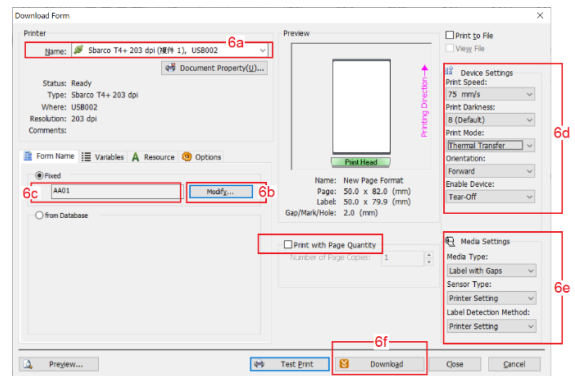 Download Form
Printer
Name: Sbarco T4+ 203 dpi (複件 1), USB002
6a
Document Property(U)...
Status: Ready
Type: Sbarco T4+ 203 dpi
Where: USB002
Resolution: 203 dpi
Comments:
Form Name Variables Resource Options
Fixed
6c
AA01
Modify...
6b
from Database
Preview
Printing Direction
Print Head
Name: New Page Format
Page: 50.0 x 82.0 (mm)
Label: 50.0 x 79.9 (mm)
Gap/Mark/Hole: 2.0 (mm)
Print with Page Quantity
Number of Page Copies: 1
Print to File
View File
Device Settings
Print Speed:
75 mm/s
Print Darkness:
8 (Default)
Print Mode:
Thermal Transfer
Orientation:
Forward
Enable Device:
Tear-Off
6d
Media Settings
Media Type:
Label with Gaps
Sensor Type:
Printer Setting
Label Detection Method:
Printer Setting
6e
6f
Preview...
Test Print
Download
Close
Cancel